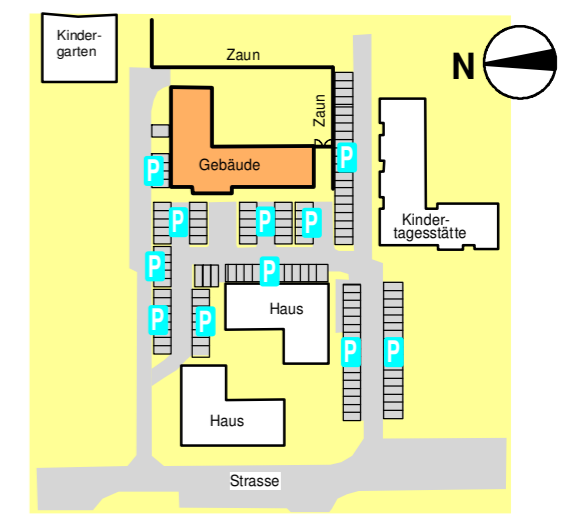 Kinder-
garten
Zaun
N
Zaun
P
P
Gebäude
P
P
P
Kinder-
tagesstätte
P
P
Haus
P
P
P
P
Haus
Strasse